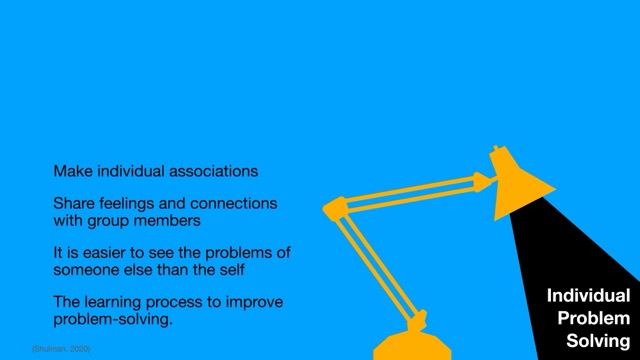 Make individual associations
Share feelings and connections
with group members
It is easier to see the problems of
someone else than the self
The learning process to improve
problem-solving.
(Shulman, 2020)
Individual
Problem
Solving